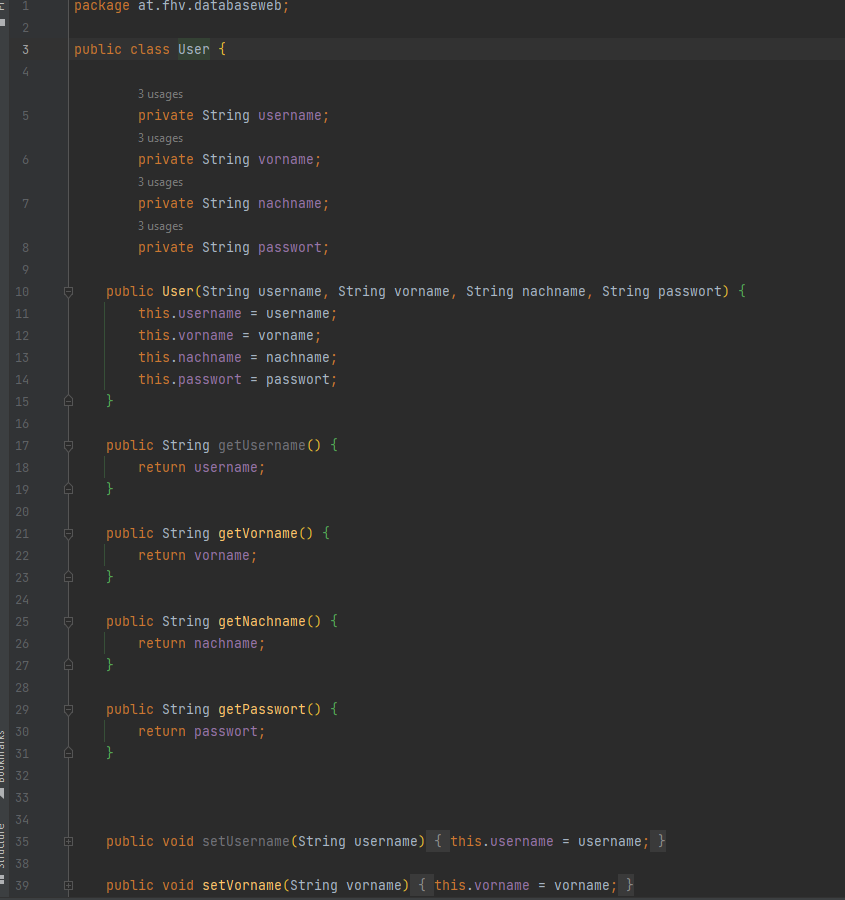 1 package at.fhv.databaseweb;
2
3 public class User {
4
3 usages
5 private String username;
3 usages
6 private String vorname;
3 usages
7 private String nachname;
3 usages
8 private String passwort;
9
10 public User(String username, String vorname, String nachname, String passwort) {
11 this.username = username;
12 this.vorname = vorname;
13 this.nachname = nachname;
14 this.passwort = passwort;
15 }
16
17 public String getUsername() {
18 return username;
19 }
20
21 public String getVorname() {
22 return vorname;
23 }
24
25 public String getNachname() {
26 return nachname;
27 }
28
29 public String getPasswort() {
30 return passwort;
31 }
32
33
34
35 public void setUsername(String username) { this.username = username; }
38
39 public void setVorname(String vorname) { this.vorname = vorname; }
Bookmarks
Structure